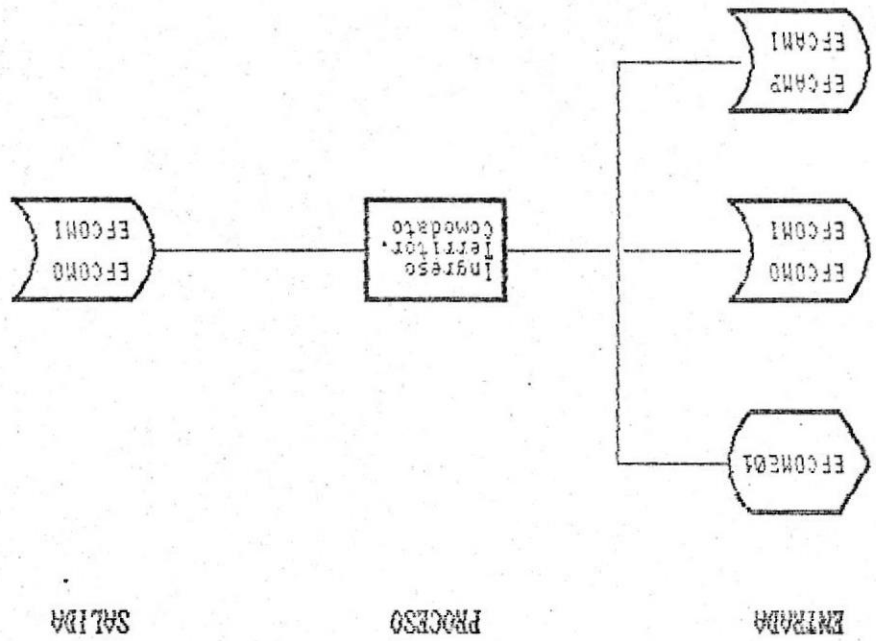 ENTRADA
PROCESO
SALIDA
EFCOME01
EFCOMO
EFCOMI
Ingreso
Territor.
Comodato
EFCOMO
EFCOMI
EFCAMP
EFCAMI